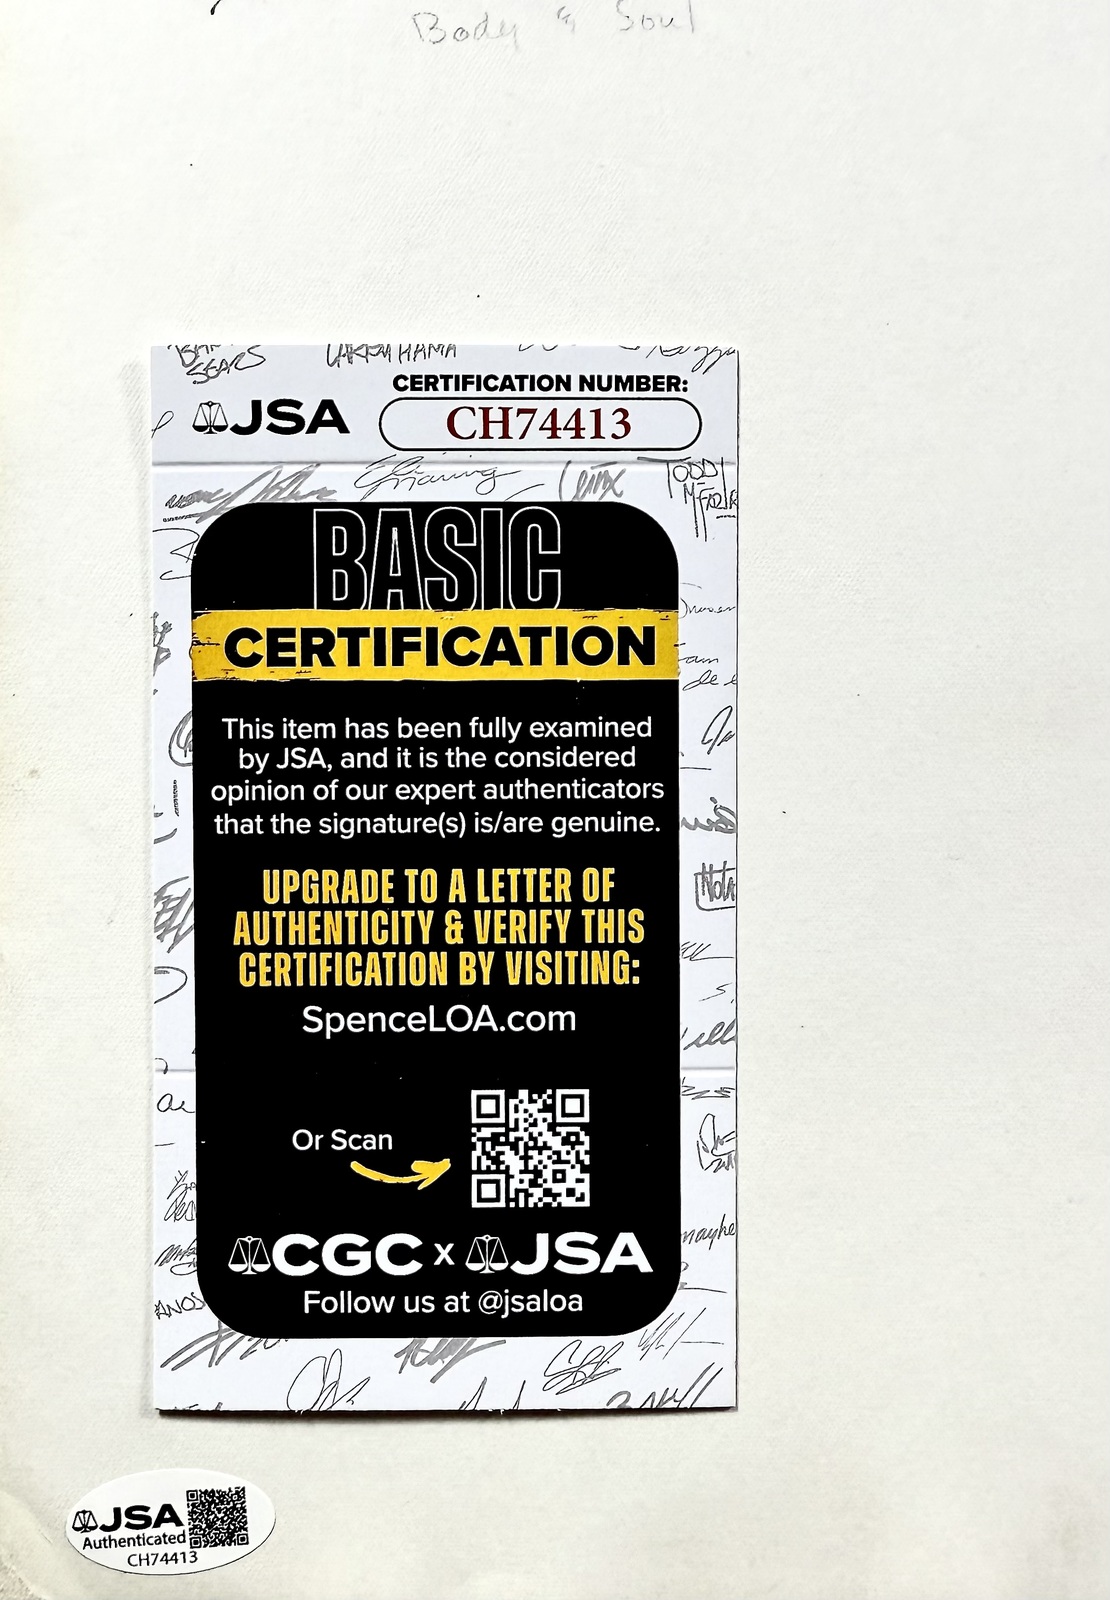 Body & Soul
CERTIFICATION NUMBER:
JSA
CH74413
TODD
BASIC
CERTIFICATION
This item has been fully examined
by JSA, and it is the considered
opinion of our expert authenticators
that the signature(s) is/are genuine.
UPGRADE TO A LETTER OF
AUTHENTICITY & VERIFY THIS
CERTIFICATION BY VISITING:
SpenceLOA.com
Or Scan
CGC x JSA
Follow us at @jsaloa
JSA
Authenticated
CH74413